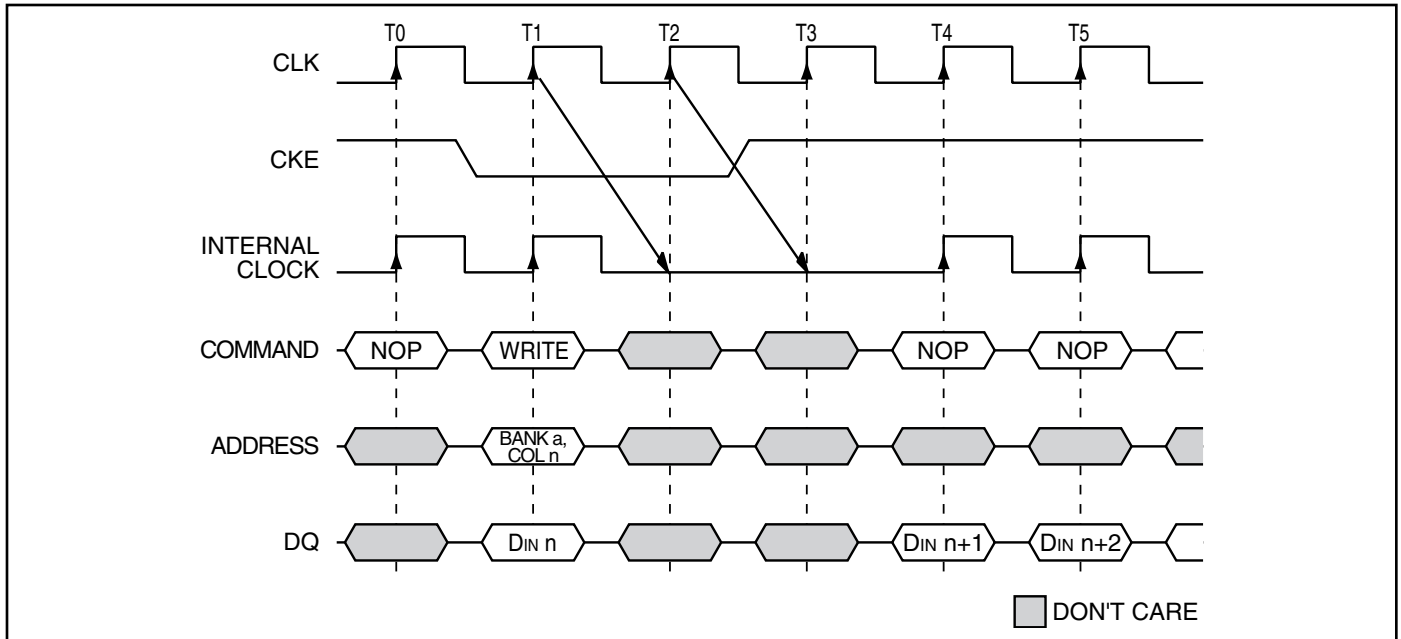 T0 T1 T2 T3 T4 T5
CLK
CKE
INTERNAL
CLOCK
COMMAND NOP WRITE NOP NOP
ADDRESS BANK a,
COL n
DQ DIN n DIN n+1 DIN n+2
DON'T CARE